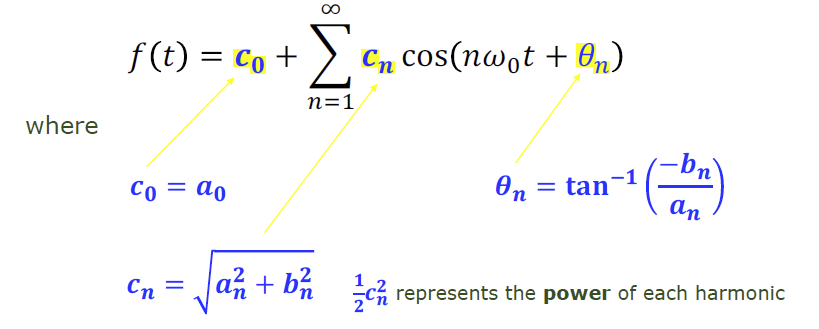 f(t) = c₀ + ∑_{n=1}^{∞} cₙ cos(nω₀t + θₙ)
where
c₀ = a₀
θₙ = tan⁻¹(−bₙ/aₙ)
cₙ = √(aₙ² + bₙ²)
½cₙ² represents the power of each harmonic